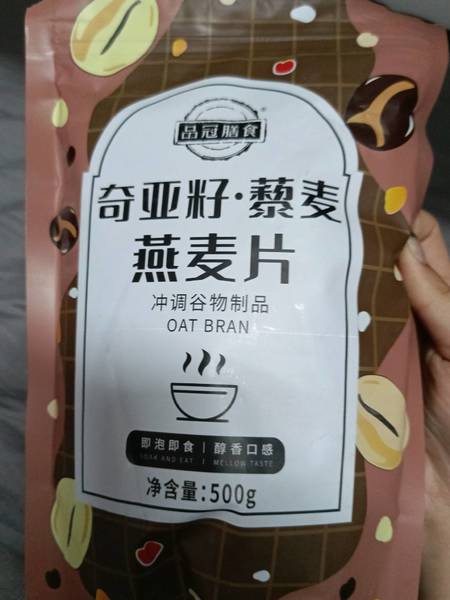 品冠膳食
奇亚籽·藜麦
燕麦片
冲调谷物制品
OAT BRAN
即泡即食 | 醇香口感
SOAK AND EAT | MELLOW TASTE
净含量:500g